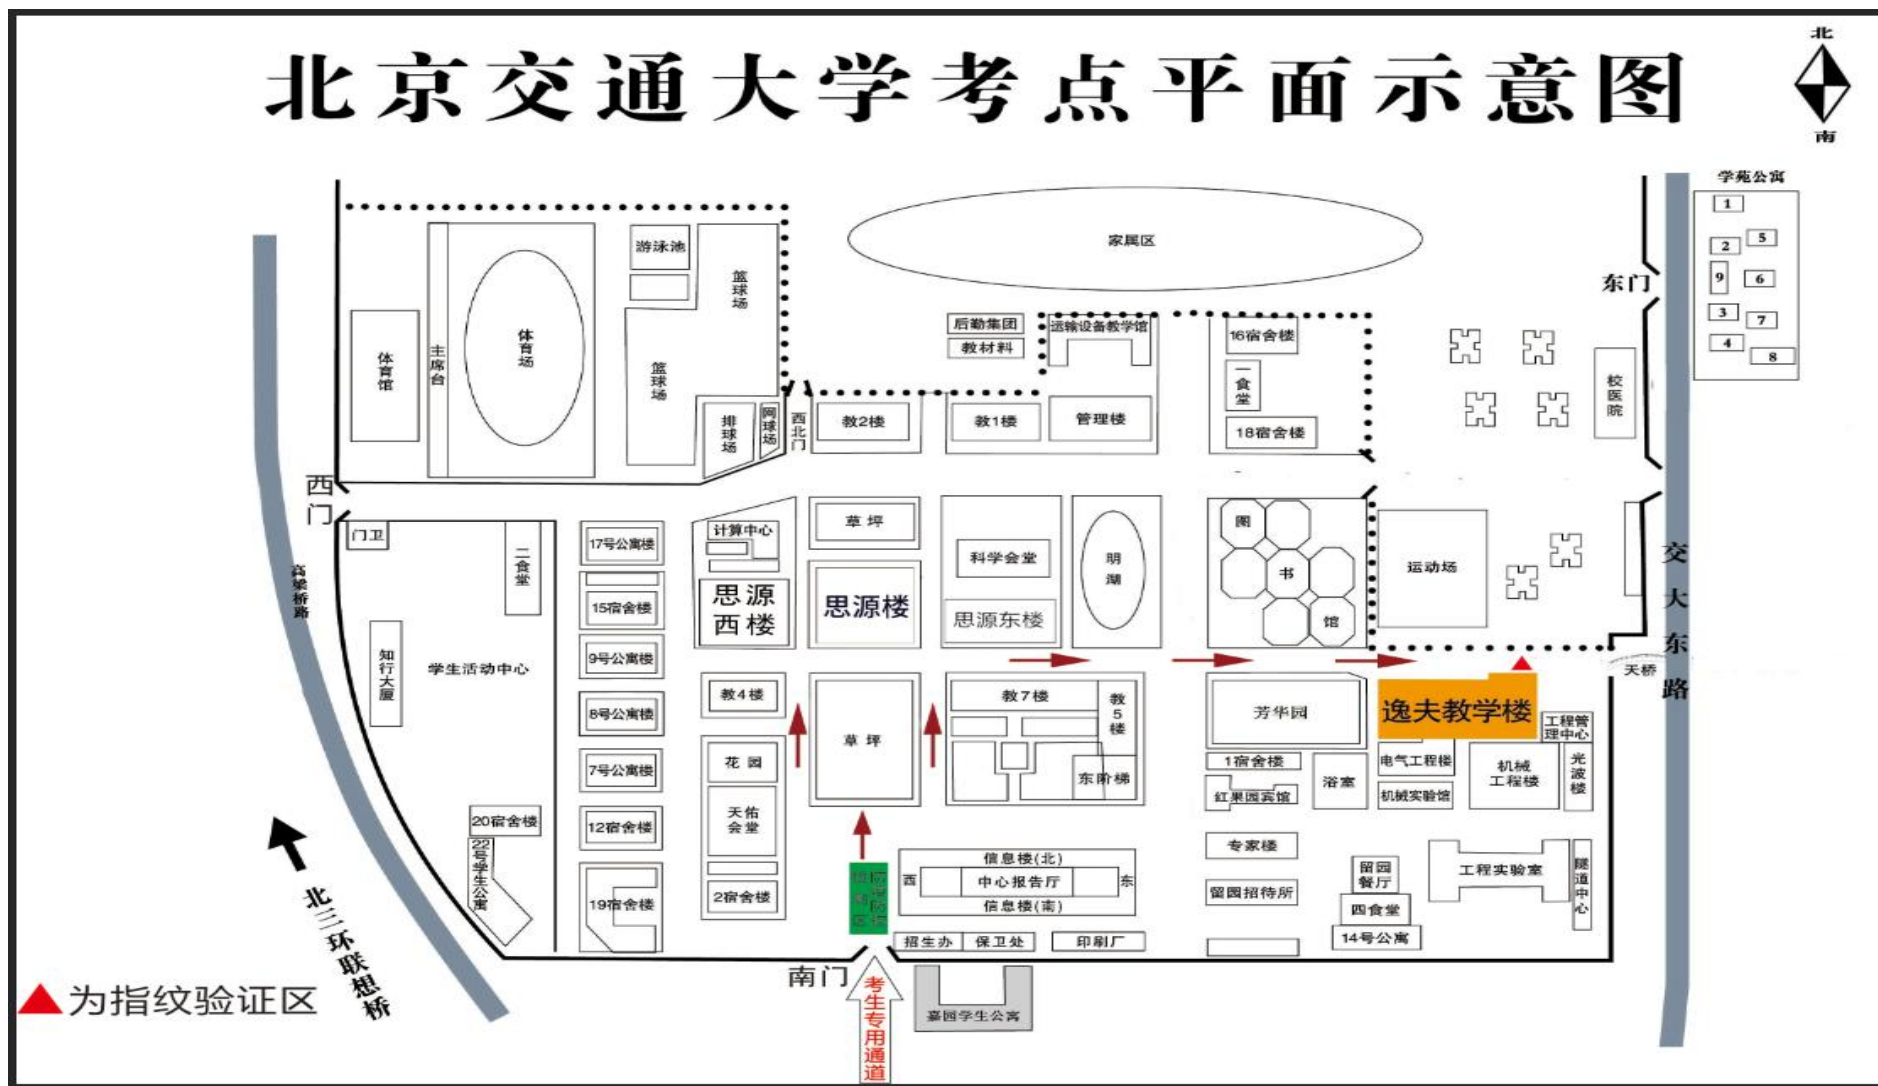 北
北京交通大学考点平面示意图
南
学苑公寓
1
2
5
9
6
3
7
4
8
家属区
东门
游泳池
篮球场
体育场
主席台
体育馆
篮球场
排球场
网球场
西北门
后勤集团
教材料
运输设备教学馆
16宿舍楼
一食堂
18宿舍楼
校医院
教2楼
教1楼
管理楼
西门
门卫
二食堂
17号公寓楼
计算中心
草坪
科学会堂
明湖
图
书
馆
运动场
交大东路
高梁桥路
15宿舍楼
思源西楼
思源楼
思源东楼
知行大厦
学生活动中心
9号公寓楼
天桥
教4楼
草坪
教7楼
教5楼
芳华园
逸夫教学楼
工程管理中心
8号公寓楼
花园
7号公寓楼
东阶梯
1宿舍楼
红果园宾馆
浴室
电气工程楼
机械实验馆
机械工程楼
光波楼
天佑会堂
20宿舍楼
12宿舍楼
22号学生公寓
专家楼
信息楼(北)
西
中心报告厅
东
信息楼(南)
留园餐厅
工程实验室
隧道中心
19宿舍楼
2宿舍楼
留园招待所
四食堂
14号公寓
招生办
保卫处
印刷厂
北三环联想桥
南门
考生专用通道
嘉园学生公寓
为指纹验证区